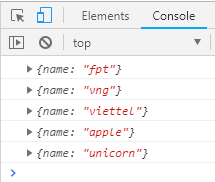 Elements Console
top
{name: "fpt"}
{name: "vng"}
{name: "viettel"}
{name: "apple"}
{name: "unicorn"}